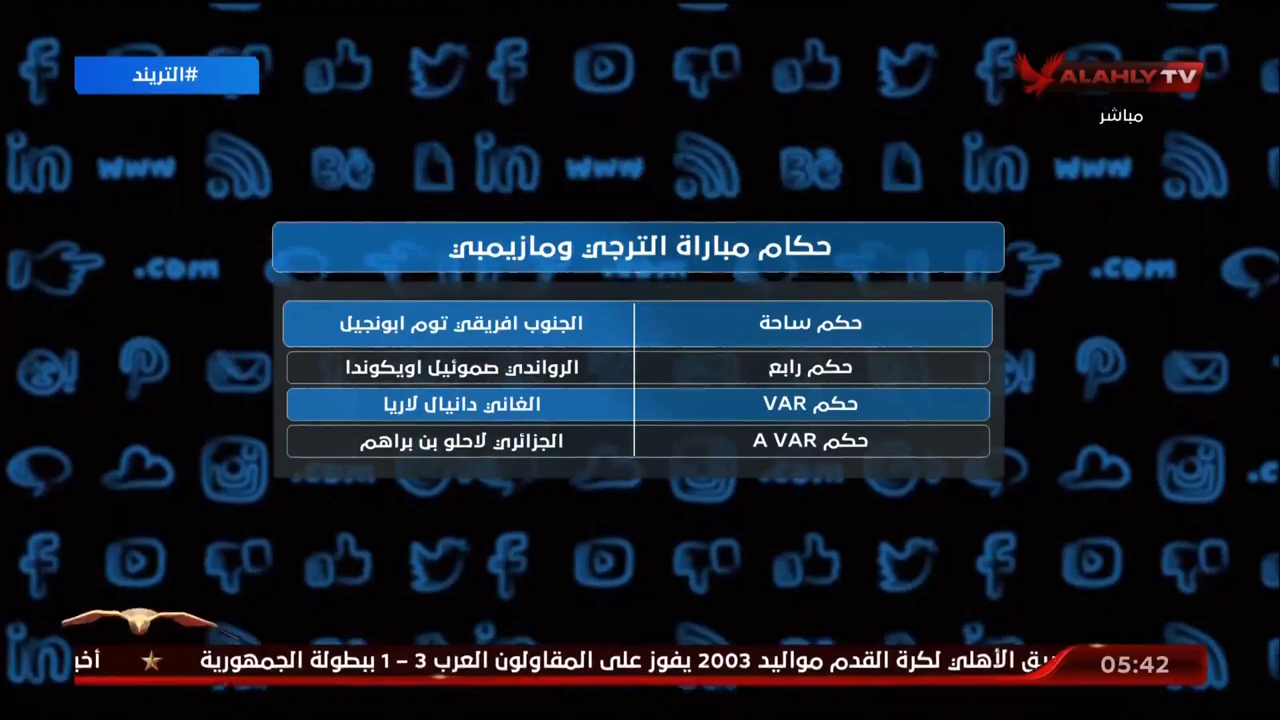 #التريند
ALAHLY TV
مباشر
حكام مباراة الترجي ومازيمبي
حكم ساحة الجنوب افريقي توم ابونجيل
حكم رابع الرواندي صموئيل اويكوندا
حكم VAR الغاني دانيال لاريا
حكم A VAR الجزائري لاحلو بن براهم
الأهلي لكرة القدم مواليد 2003 يفوز على المقاولون العرب 3 – 1 ببطولة الجمهورية
05:42